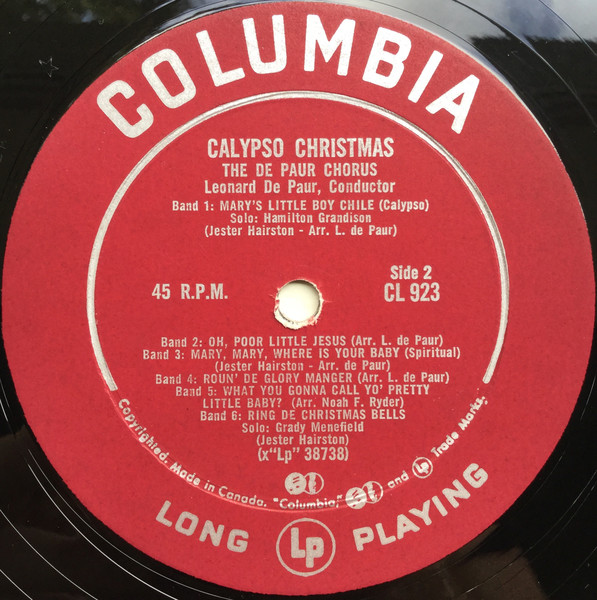 COLUMBIA
CALYPSO CHRISTMAS
THE DE PAUR CHORUS
Leonard De Paur, Conductor
Band 1: MARY'S LITTLE BOY CHILE (Calypso)
Solo: Hamilton Grandison
(Jester Hairston - Arr. L. de Paur)
45 R.P.M.
Side 2
CL 923
Band 2: OH, POOR LITTLE JESUS (Arr. L. de Paur)
Band 3: MARY, MARY, WHERE IS YOUR BABY (Spiritual)
(Jester Hairston - Arr. de Paur)
Band 4: ROUN' DE GLORY MANGER (Arr. L. de Paur)
Band 5: WHAT YOU GONNA CALL YO' PRETTY
LITTLE BABY? (Arr. Noah F. Ryder)
Band 6: RING DE CHRISTMAS BELLS
Solo: Grady Menefield
(Jester Hairston)
(x"Lp" 38738)
Copyrighted. Made in Canada. "Columbia," and Lp Trade Marks.
LONG Lp PLAYING